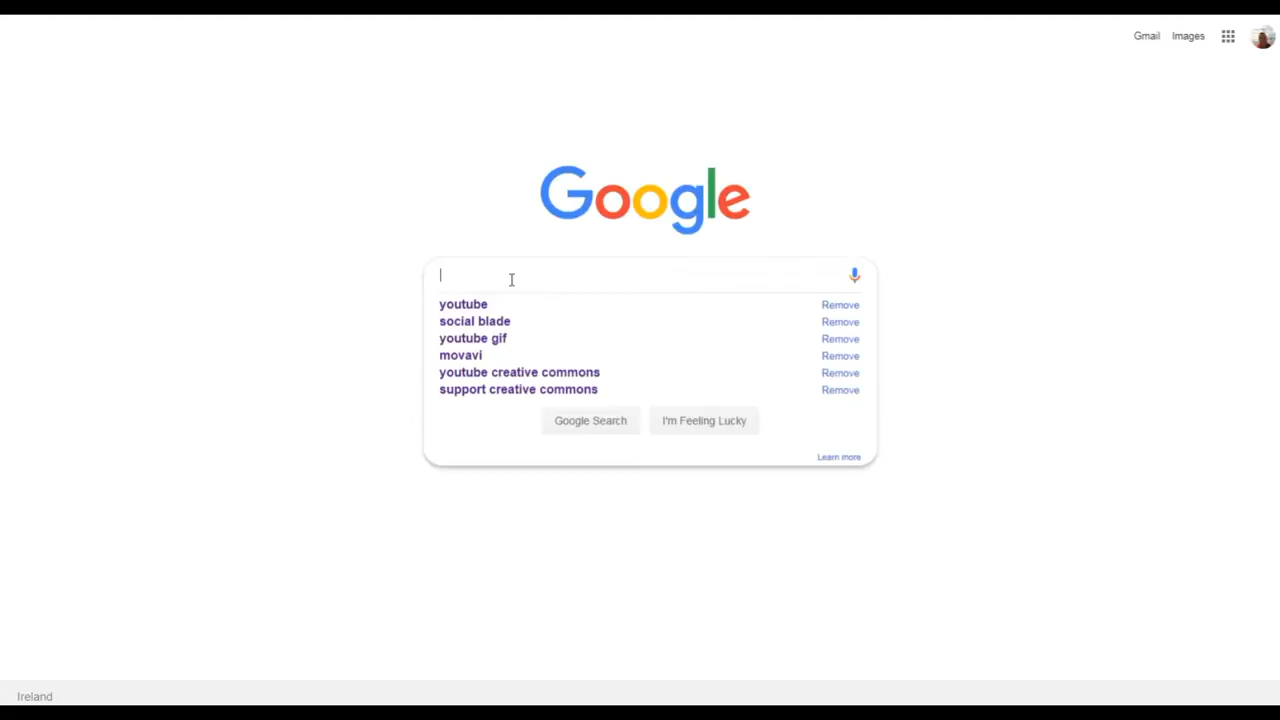 Gmail Images
Google
youtube Remove
social blade Remove
youtube gif Remove
movavi Remove
youtube creative commons Remove
support creative commons Remove
Google Search I'm Feeling Lucky
Learn more
Ireland